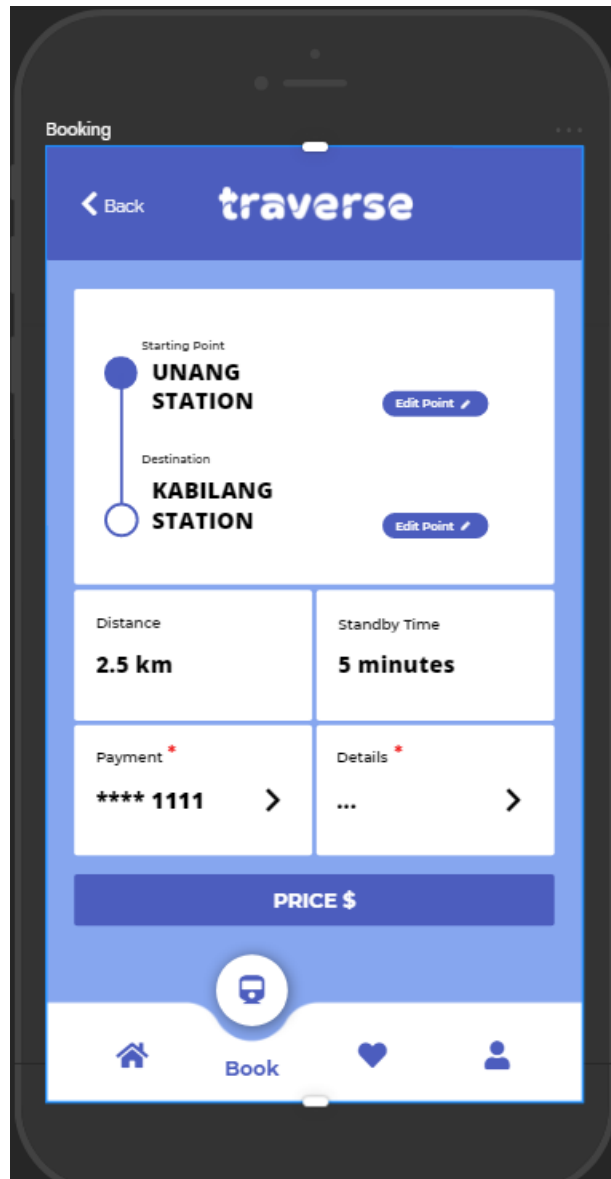 Booking
Back
traverse
Starting Point
UNANG
STATION
Edit Point
Destination
KABILANG
STATION
Edit Point
Distance
2.5 km
Standby Time
5 minutes
Payment *
**** 1111
Details *
...
PRICE $
Book